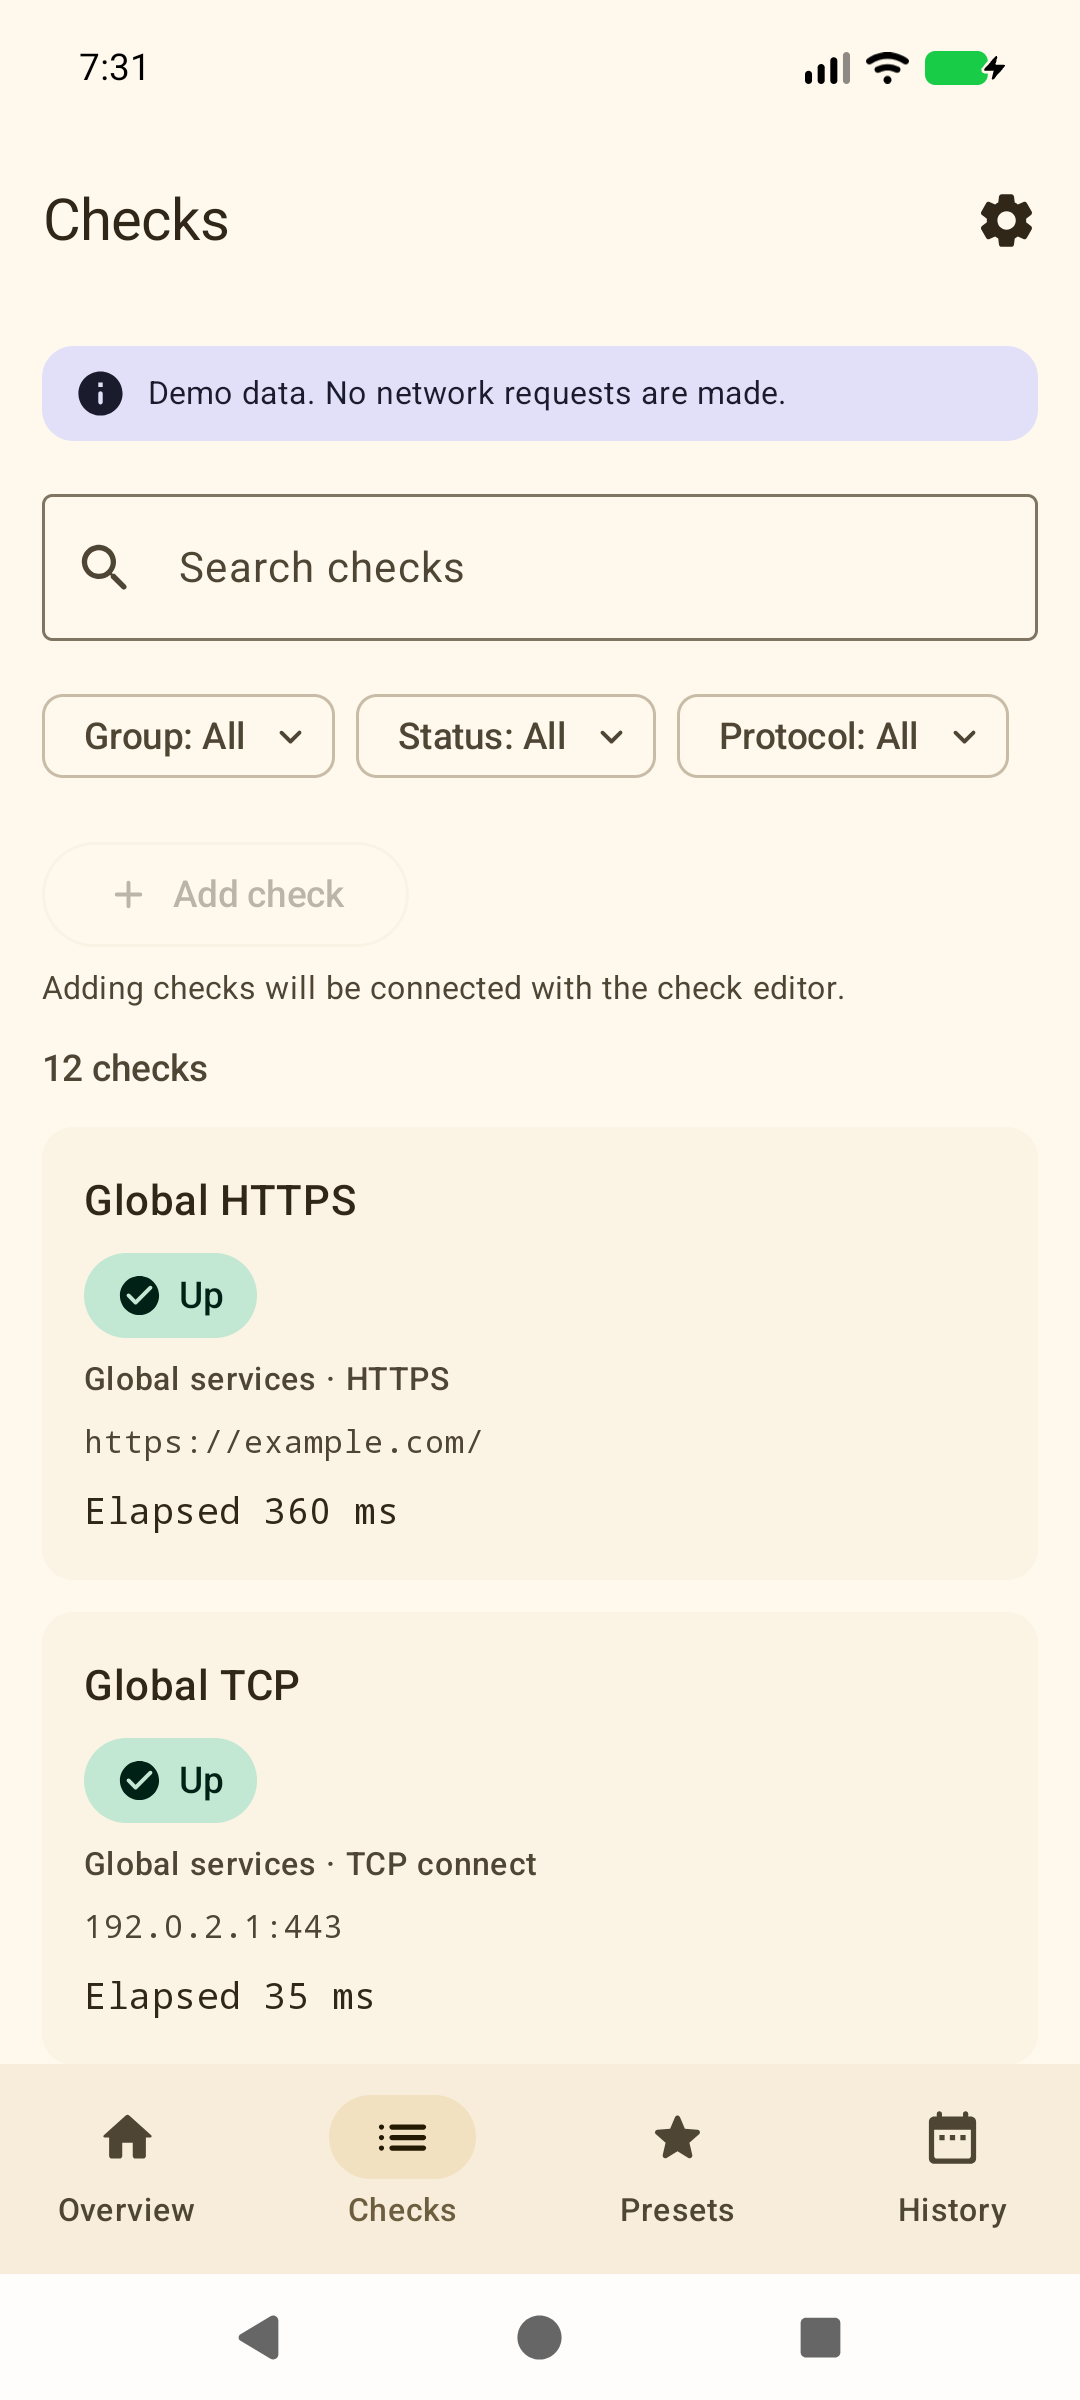 7:31
Checks
Demo data. No network requests are made.
Search checks
Group: All
Status: All
Protocol: All
Add check
Adding checks will be connected with the check editor.
12 checks
Global HTTPS
Up
Global services · HTTPS
https://example.com/
Elapsed 360 ms
Global TCP
Up
Global services · TCP connect
192.0.2.1:443
Elapsed 35 ms
Overview
Checks
Presets
History